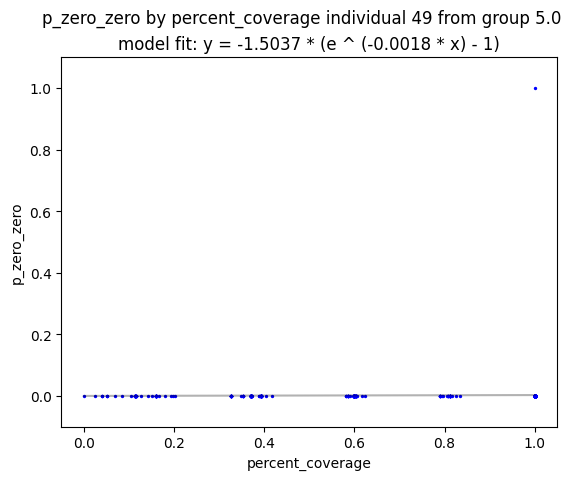 p_zero_zero by percent_coverage individual 49 from group 5.0
model fit: y = -1.5037 * (e ^ (-0.0018 * x) - 1)
1.0
0.8
0.6
0.4
0.2
0.0
p_zero_zero
0.0 0.2 0.4 0.6 0.8 1.0
percent_coverage